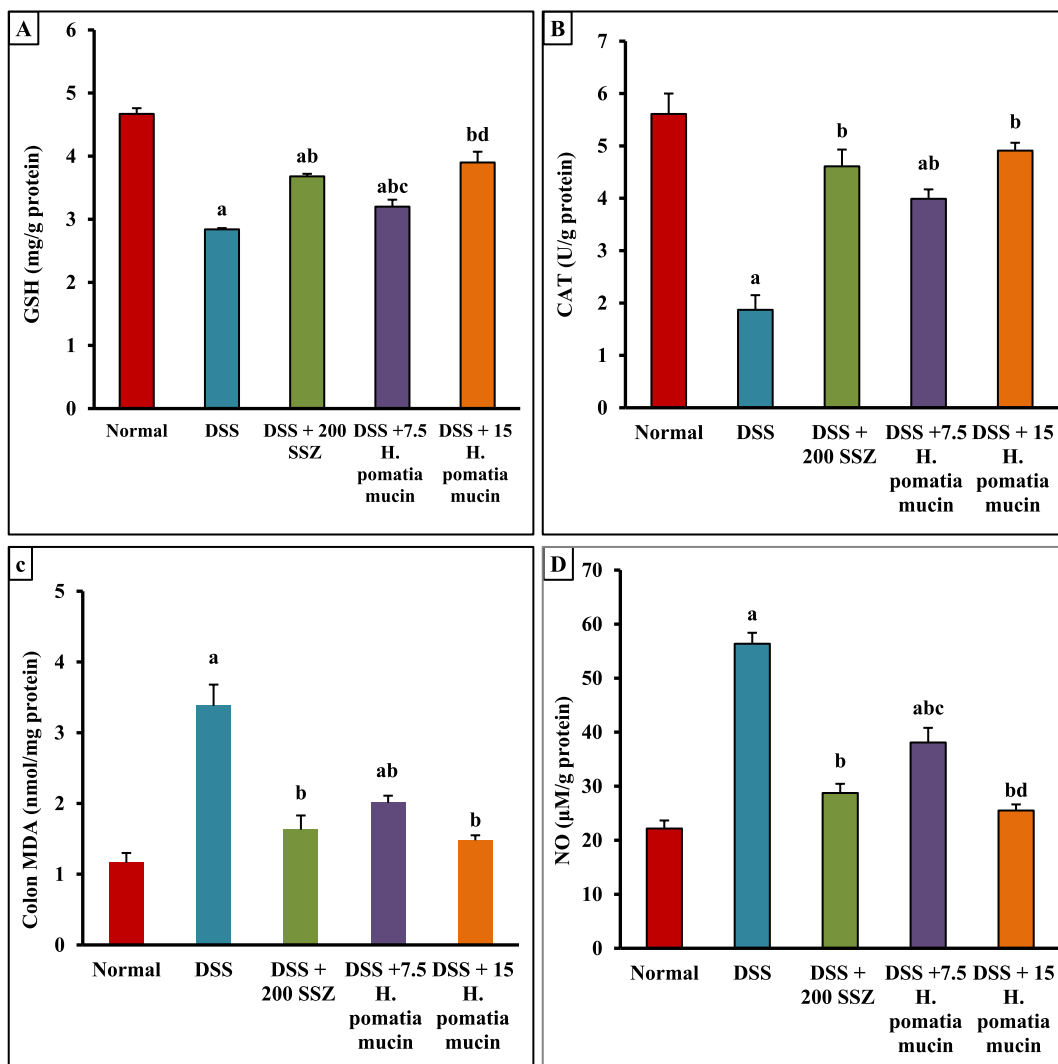 A
GSH (mg/g protein)
6
5
4
3
2
1
0
a
ab
abc
bd
Normal
DSS
DSS + 200
SSZ
DSS +7.5
H.
pomatia
mucin
DSS + 15
H.
pomatia
mucin
B
CAT (U/g protein)
7
6
5
4
3
2
1
0
a
b
ab
b
Normal
DSS
DSS +
200 SSZ
DSS +7.5
H.
pomatia
mucin
DSS + 15
H.
pomatia
mucin
c
Colon MDA (nmol/mg protein)
5
4
3
2
1
0
a
b
ab
b
Normal
DSS
DSS +
200 SSZ
DSS +7.5
H.
pomatia
mucin
DSS + 15
H.
pomatia
mucin
D
NO (µM/g protein)
70
60
50
40
30
20
10
0
a
b
abc
bd
Normal
DSS
DSS +
200 SSZ
DSS +7.5
H.
pomatia
mucin
DSS + 15
H.
pomatia
mucin